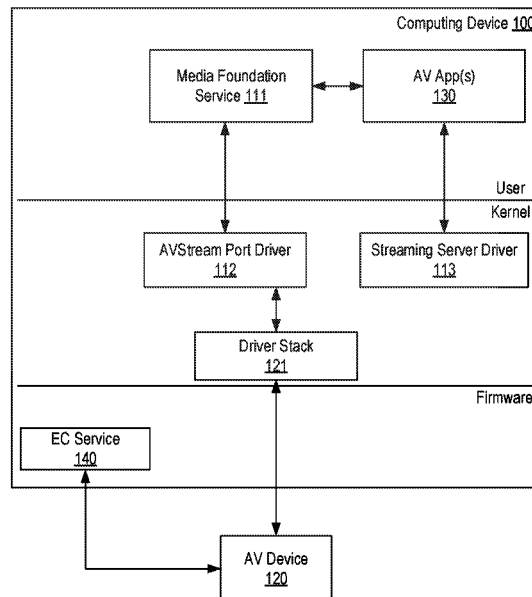 Computing Device 100
Media Foundation
Service 111
AV App(s)
130
User
Kernel
AVStream Port Driver
112
Streaming Server Driver
113
Driver Stack
121
Firmware
EC Service
140
AV Device
120